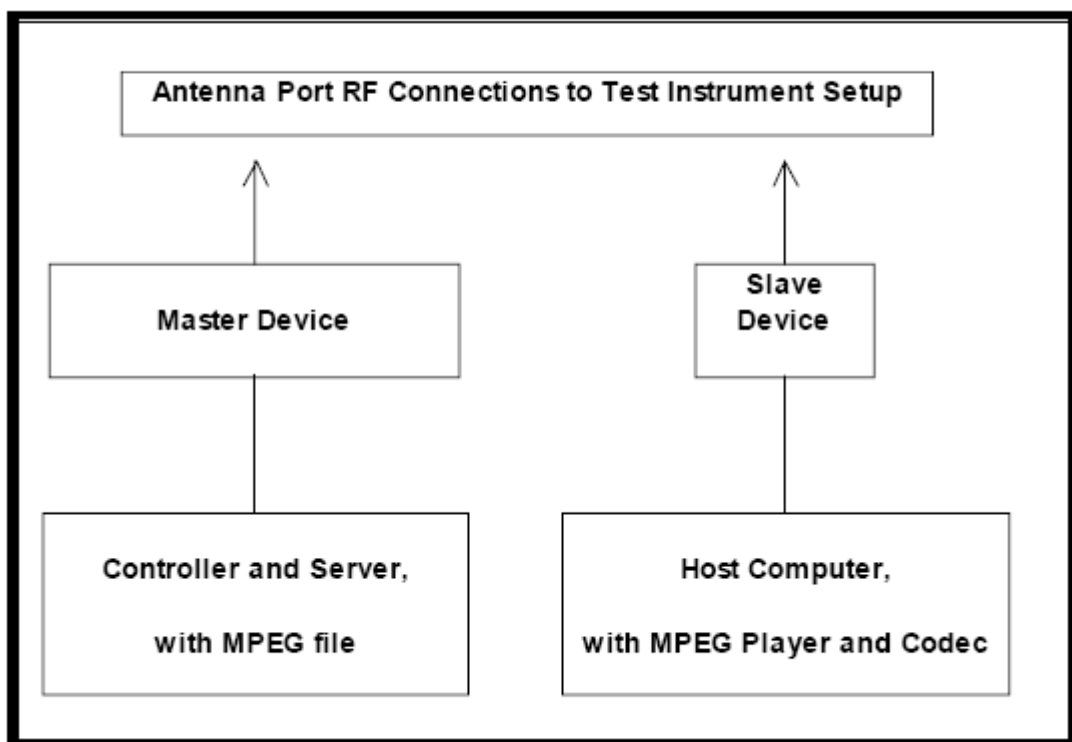 Antenna Port RF Connections to Test Instrument Setup
Master Device
Slave
Device
Controller and Server,
with MPEG file
Host Computer,
with MPEG Player and Codec